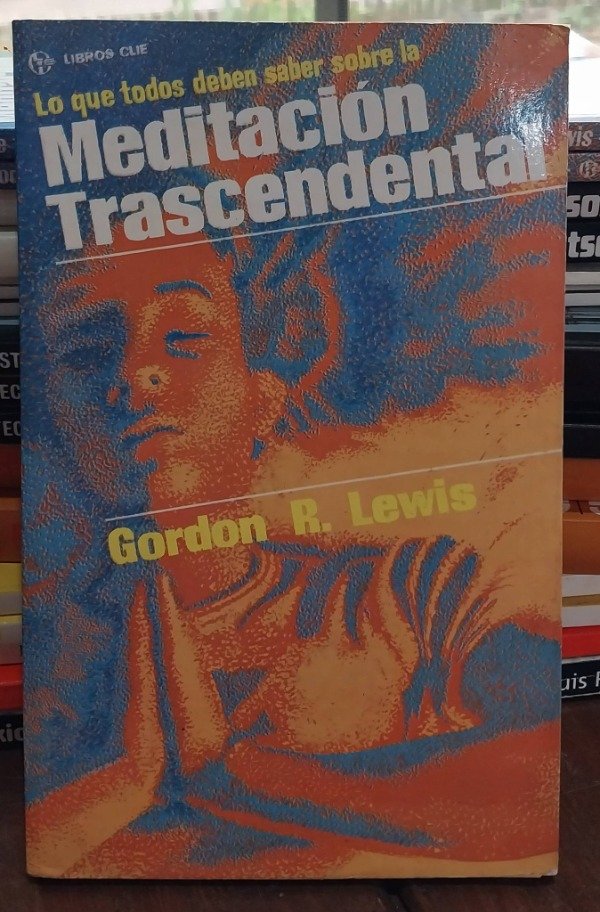 LIBROS CLIE
Lo que todos deben saber sobre la
Meditación
Trascendental
Gordon R. Lewis